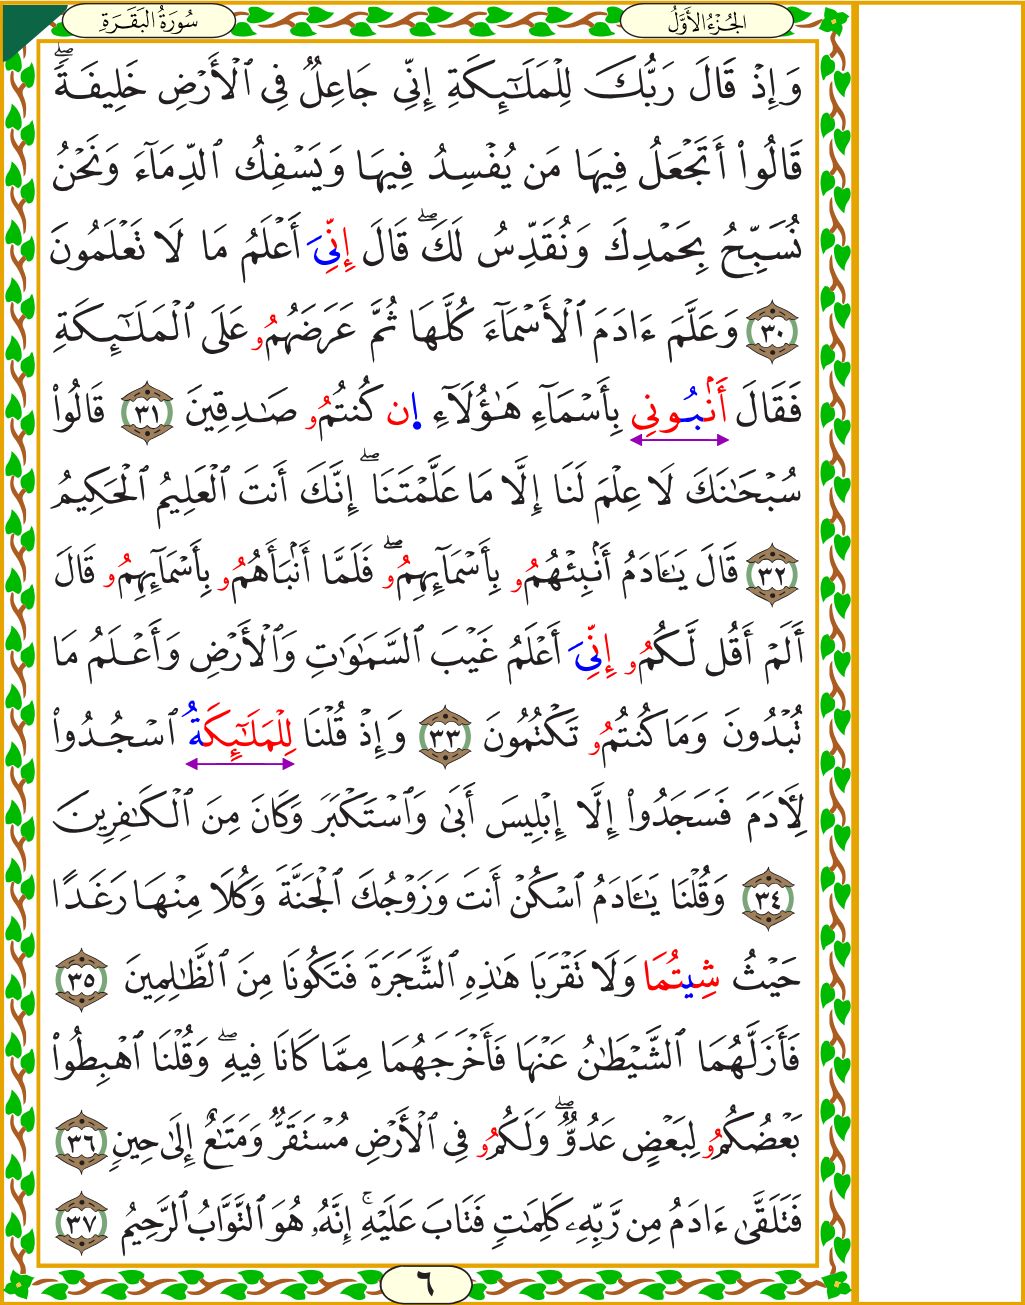 الجُزْءُ الأَوَّلُ
سُورَةُ البَقَرَةِ
وَإِذْ قَالَ رَبُّكَ لِلْمَلَـٰٓئِكَةِ إِنِّي جَاعِلٌ فِي ٱلْأَرْضِ خَلِيفَةً ۖ
قَالُوا۟ أَتَجْعَلُ فِيهَا مَن يُفْسِدُ فِيهَا وَيَسْفِكُ ٱلدِّمَآءَ وَنَحْنُ
نُسَبِّحُ بِحَمْدِكَ وَنُقَدِّسُ لَكَ ۖ قَالَ إِنِّىَ أَعْلَمُ مَا لَا تَعْلَمُونَ
٣٠ وَعَلَّمَ ءَادَمَ ٱلْأَسْمَآءَ كُلَّهَا ثُمَّ عَرَضَهُمُۥ عَلَى ٱلْمَلَـٰٓئِكَةِ
فَقَالَ أَنۢبُونِي بِأَسْمَآءِ هَـٰٓؤُلَآءِ ان كُنتُمُۥ صَـٰدِقِينَ ٣١ قَالُوا۟
سُبْحَـٰنَكَ لَا عِلْمَ لَنَا إِلَّا مَا عَلَّمْتَنَا ۖ إِنَّكَ أَنتَ ٱلْعَلِيمُ ٱلْحَكِيمُ
٣٢ قَالَ يَـٰٓـَٔادَمُ أَنۢبِئْهُمُۥ بِأَسْمَآئِهِمُۥ ۖ فَلَمَّا أَنۢبَأَهُمُۥ بِأَسْمَآئِهِمُۥ قَالَ
أَلَمْ أَقُل لَّكُمُۥ إِنِّىَ أَعْلَمُ غَيْبَ ٱلسَّمَـٰوَٰتِ وَٱلْأَرْضِ وَأَعْلَمُ مَا
تُبْدُونَ وَمَا كُنتُمُۥ تَكْتُمُونَ ٣٣ وَإِذْ قُلْنَا لِلْمَلَـٰٓئِكَةُ ٱسْجُدُوا۟
لِأَدَمَ فَسَجَدُوا۟ إِلَّا إِبْلِيسَ أَبَىٰ وَٱسْتَكْبَرَ وَكَانَ مِنَ ٱلْكَـٰفِرِينَ
٣٤ وَقُلْنَا يَـٰٓـَٔادَمُ ٱسْكُنْ أَنتَ وَزَوْجُكَ ٱلْجَنَّةَ وَكُلَا مِنْهَا رَغَدًا
حَيْثُ شِيتُمَا وَلَا تَقْرَبَا هَـٰذِهِ ٱلشَّجَرَةَ فَتَكُونَا مِنَ ٱلظَّـٰلِمِينَ ٣٥
فَأَزَلَّهُمَا ٱلشَّيْطَـٰنُ عَنْهَا فَأَخْرَجَهُمَا مِمَّا كَانَا فِيهِ ۖ وَقُلْنَا ٱهْبِطُوا۟
بَعْضُكُمُۥ لِبَعْضٍ عَدُوٌّ ۖ وَلَكُمُۥ فِي ٱلْأَرْضِ مُسْتَقَرٌّ وَمَتَـٰعٌ إِلَىٰ حِينٍ ٣٦
فَتَلَقَّىٰ ءَادَمُ مِن رَّبِّهِۦ كَلِمَـٰتٍ فَتَابَ عَلَيْهِ ۚ إِنَّهُۥ هُوَ ٱلتَّوَّابُ ٱلرَّحِيمُ ٣٧
٦